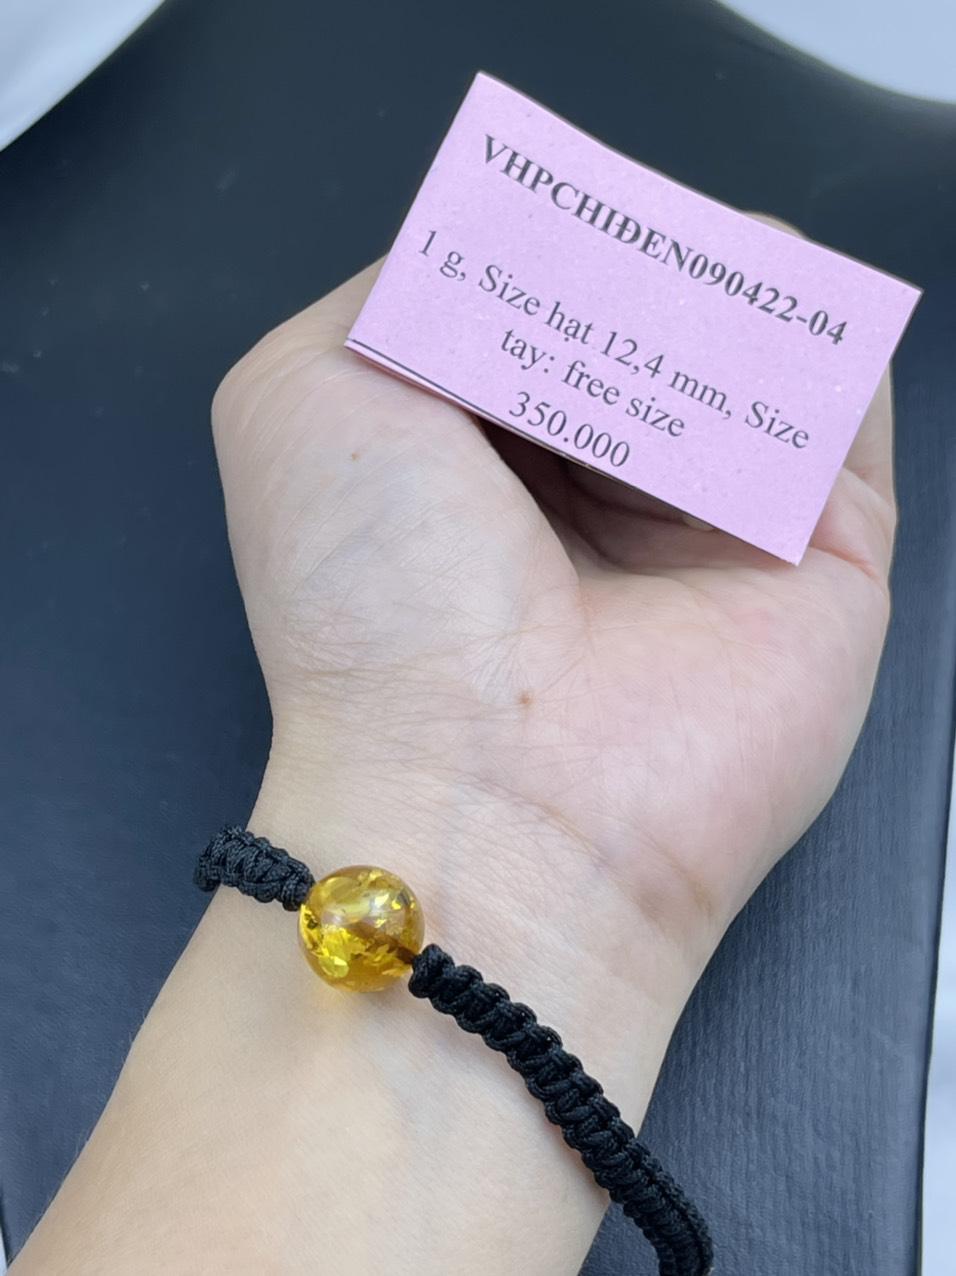 VHPCHIĐEN090422-04
1 g, Size hạt 12,4 mm, Size
tay: free size
350.000